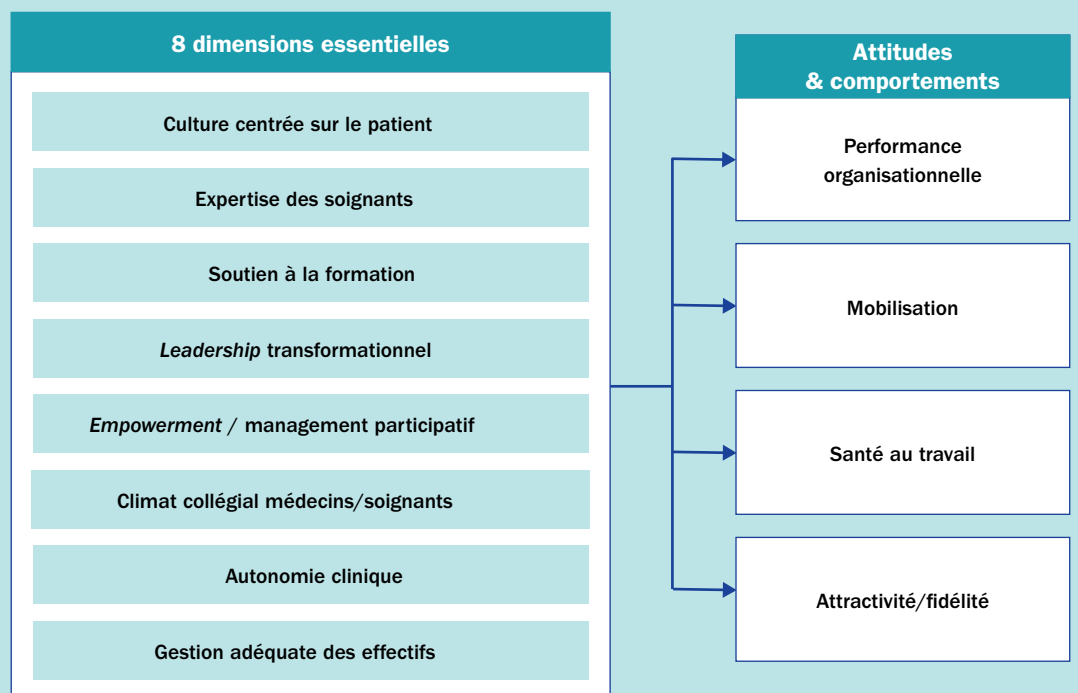 8 dimensions essentielles
Culture centrée sur le patient
Expertise des soignants
Soutien à la formation
Leadership transformationnel
Empowerment / management participatif
Climat collégial médecins/soignants
Autonomie clinique
Gestion adéquate des effectifs
Attitudes
& comportements
Performance
organisationnelle
Mobilisation
Santé au travail
Attractivité/fidélité